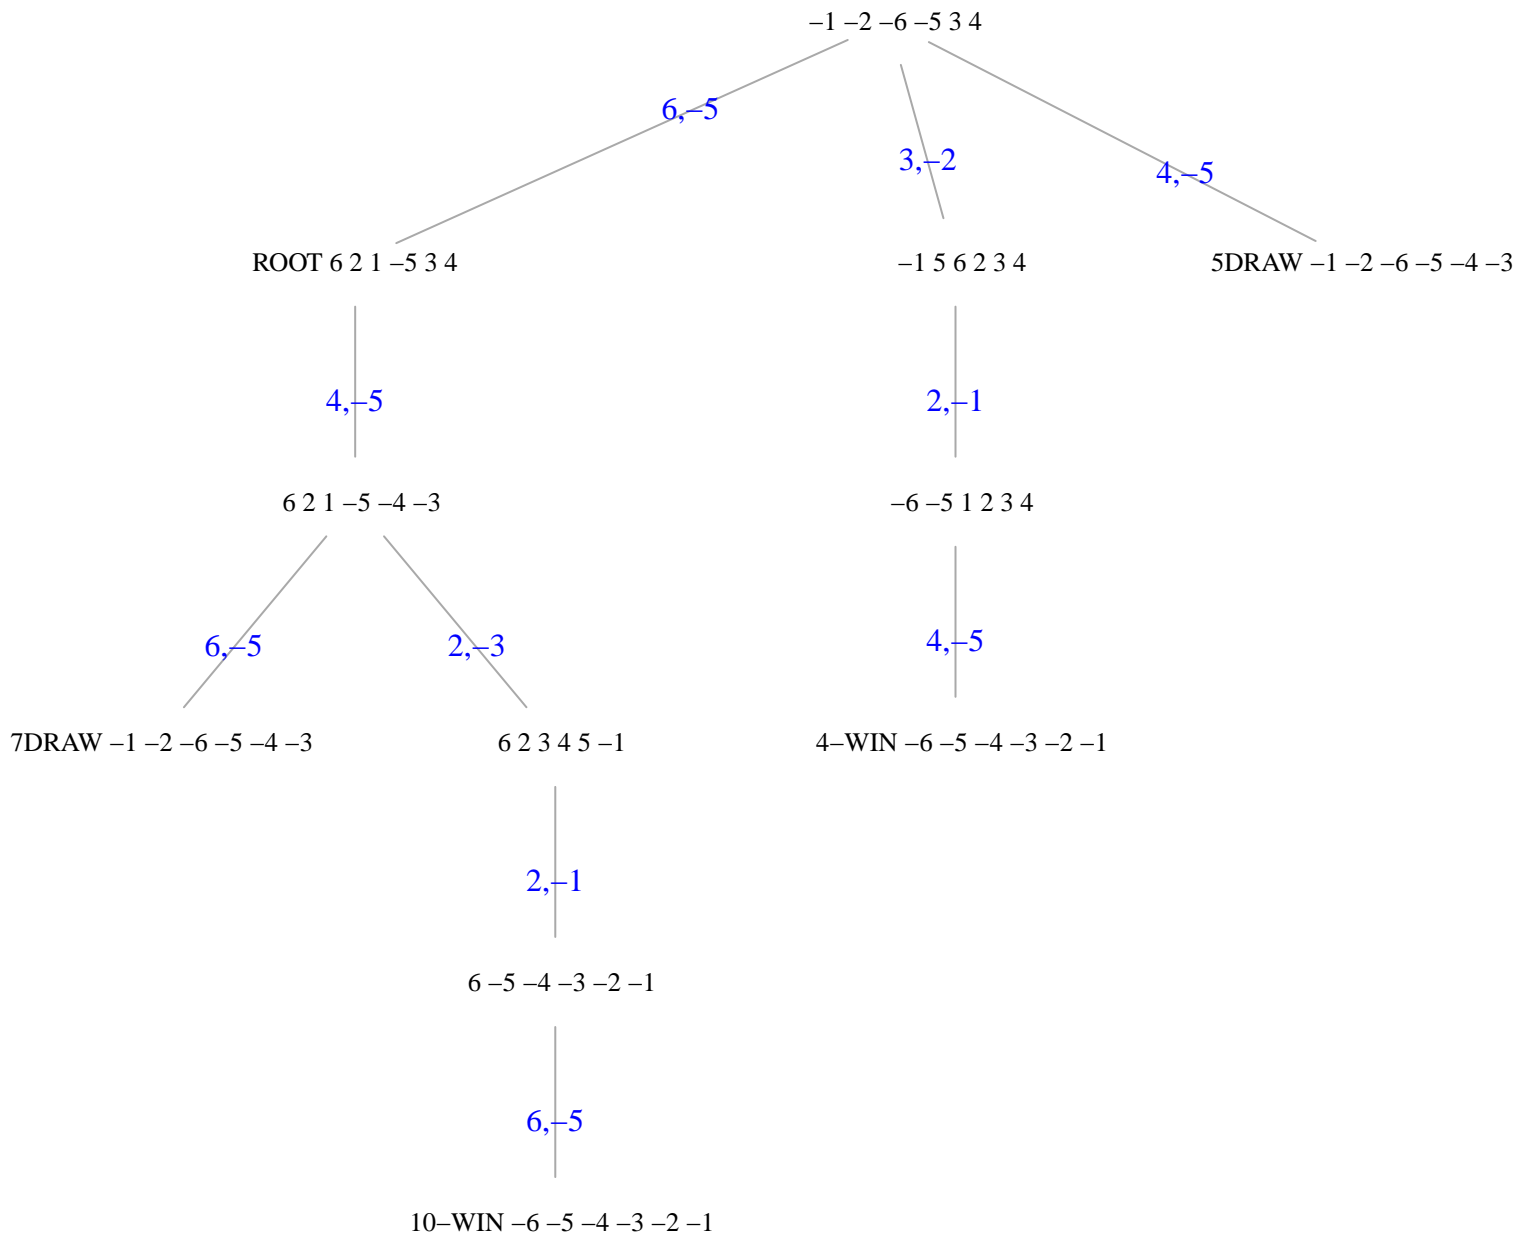 –1 –2 –6 –5 3 4
6,–5
3,–2
4,–5
ROOT 6 2 1 –5 3 4
–1 5 6 2 3 4
5DRAW –1 –2 –6 –5 –4 –3
4,–5
2,–1
6 2 1 –5 –4 –3
–6 –5 1 2 3 4
6,–5
2,–3
4,–5
7DRAW –1 –2 –6 –5 –4 –3
6 2 3 4 5 –1
4–WIN –6 –5 –4 –3 –2 –1
2,–1
6 –5 –4 –3 –2 –1
6,–5
10–WIN –6 –5 –4 –3 –2 –1